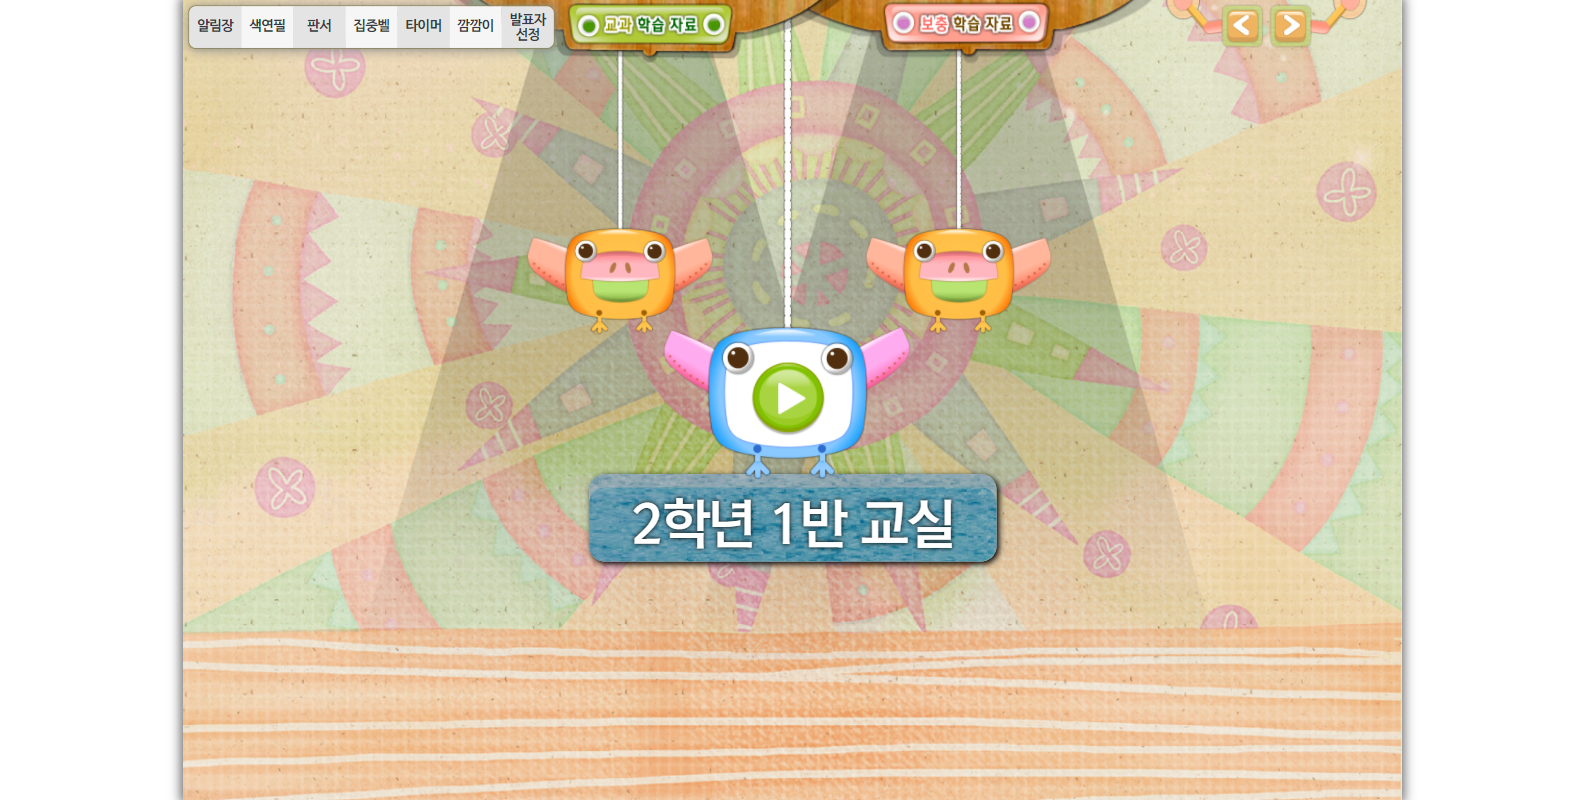 알림장 색연필 판서 집중벨 타이머 깜깜이 발표자
선정
교과 학습 자료
보충 학습 자료
2학년 1반 교실